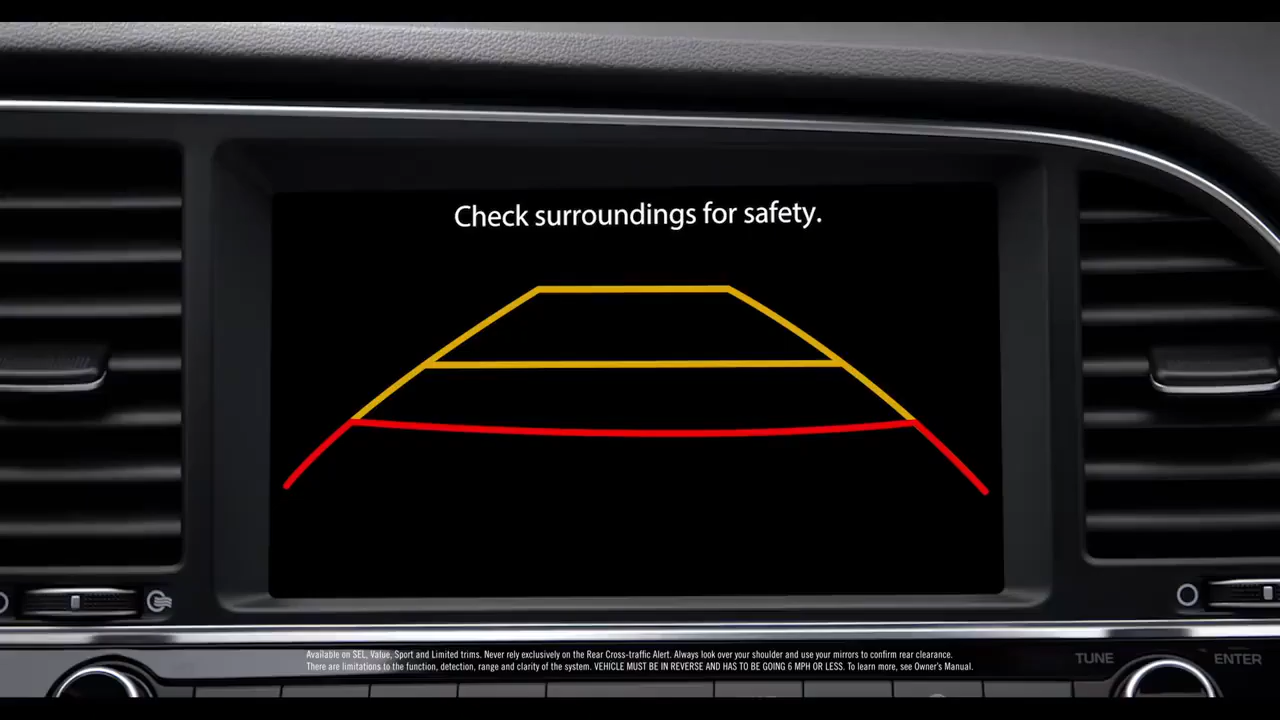 Check surroundings for safety.
Available on SEL, Value, Sport and Limited trims. Never rely exclusively on the Rear Cross-traffic Alert. Always look over your shoulder and use your mirrors to confirm rear clearance.
There are limitations to the function, detection, range and clarity of the system. VEHICLE MUST BE IN REVERSE AND HAS TO BE GOING 6 MPH OR LESS. To learn more, see Owner's Manual.
TUNE
ENTER